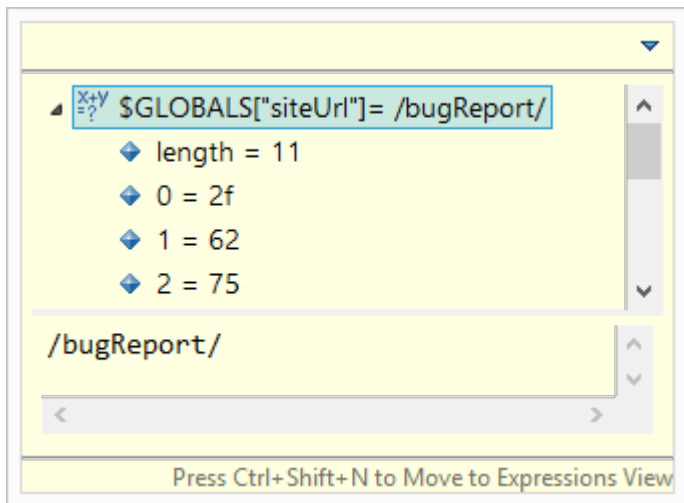 $GLOBALS["siteUrl"]= /bugReport/
length = 11
0 = 2f
1 = 62
2 = 75
/bugReport/
Press Ctrl+Shift+N to Move to Expressions View